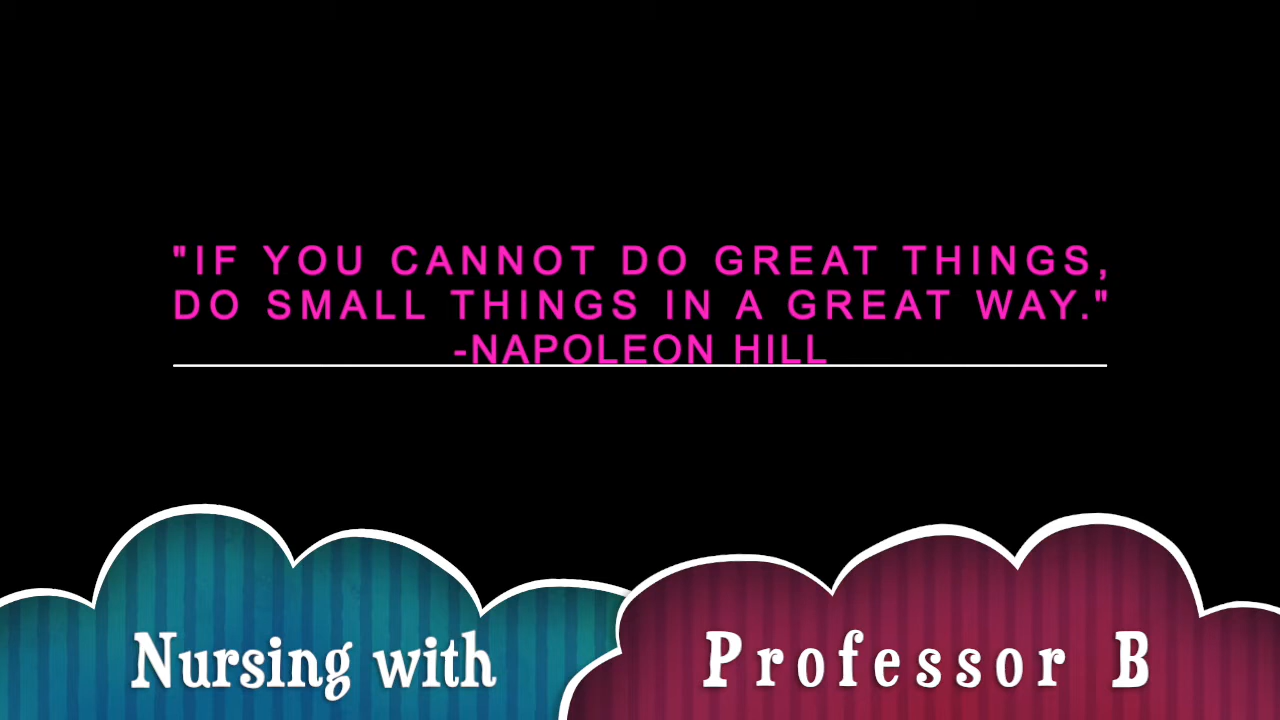 "IF YOU CANNOT DO GREAT THINGS,
DO SMALL THINGS IN A GREAT WAY."
-NAPOLEON HILL
Nursing with Professor B